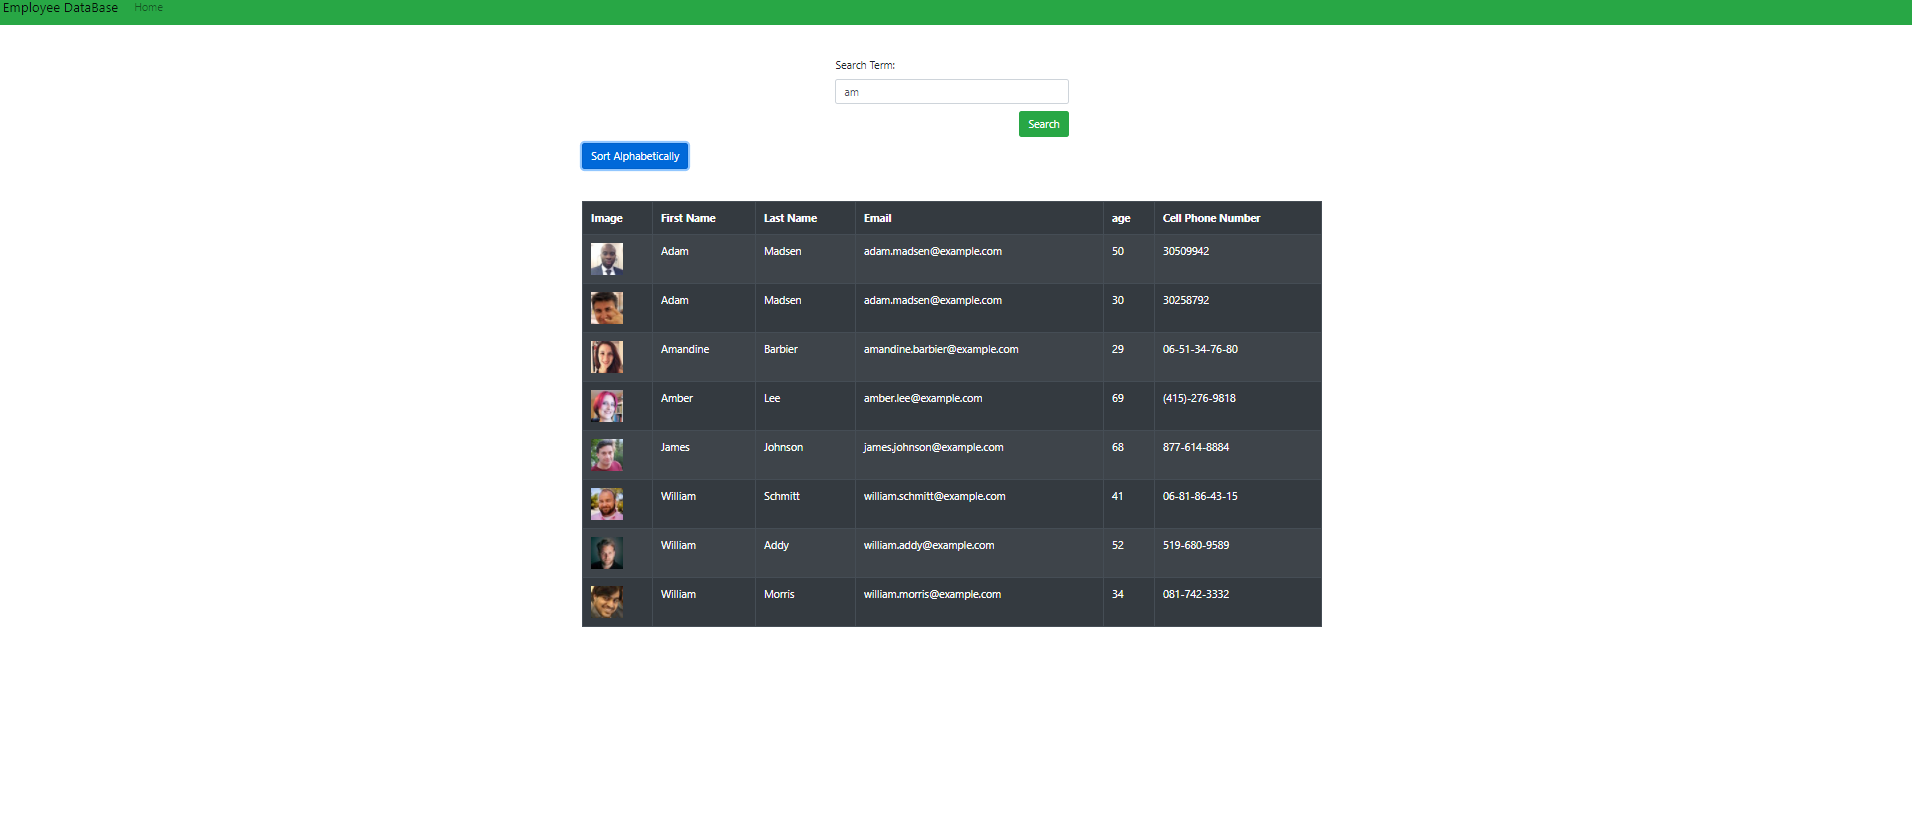 Employee DataBase Home
Search Term:
am
Search
Sort Alphabetically
Image First Name Last Name Email age Cell Phone Number
Adam Madsen adam.madsen@example.com 50 30509942
Adam Madsen adam.madsen@example.com 30 30258792
Amandine Barbier amandine.barbier@example.com 29 06-51-34-76-80
Amber Lee amber.lee@example.com 69 (415)-276-9818
James Johnson james.johnson@example.com 68 877-614-8884
William Schmitt william.schmitt@example.com 41 06-81-86-43-15
William Addy william.addy@example.com 52 519-680-9589
William Morris william.morris@example.com 34 081-742-3332